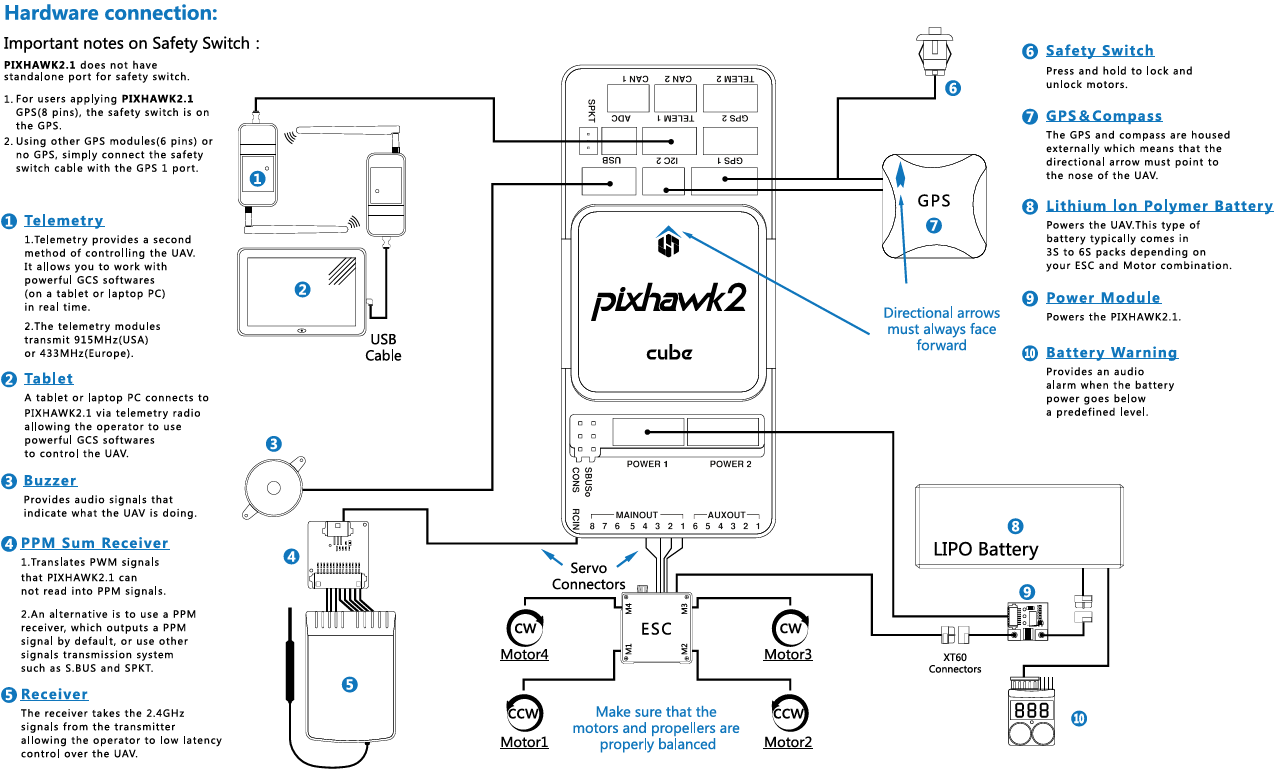 Hardware connection:
Important notes on Safety Switch :
PIXHAWK2.1 does not have
standalone port for safety switch.
1. For users applying PIXHAWK2.1
GPS(8 pins), the safety switch is on
the GPS.
2. Using other GPS modules(6 pins) or
no GPS, simply connect the safety
switch cable with the GPS 1 port.
1 Telemetry
1.Telemetry provides a second
method of controlling the UAV.
It allows you to work with
powerful GCS softwares
(on a tablet or laptop PC)
in real time.
2.The telemetry modules
transmit 915MHz(USA)
or 433MHz(Europe).
2 Tablet
A tablet or laptop PC connects to
PIXHAWK2.1 via telemetry radio
allowing the operator to use
powerful GCS softwares
to control the UAV.
3 Buzzer
Provides audio signals that
indicate what the UAV is doing.
4 PPM Sum Receiver
1.Translates PWM signals
that PIXHAWK2.1 can
not read into PPM signals.
2.An alternative is to use a PPM
receiver, which outputs a PPM
signal by default, or use other
signals transmission system
such as S.BUS and SPKT.
5 Receiver
The receiver takes the 2.4GHz
signals from the transmitter
allowing the operator to low latency
control over the UAV.
1
2
USB
Cable
3
4
5
CAN 1
CAN 2
TELEM 2
SPKT
ADC
TELEM 1
GPS 2
USB
I2C 2
GPS 1
pixhawk2
cube
POWER 1
POWER 2
CONS
SBUSo
RCIN
MAINOUT
AUXOUT
8 7 6 5 4 3 2 1 6 5 4 3 2 1
Servo
Connectors
ESC
M4
M3
M1
M2
CW
Motor4
CW
Motor3
CCW
Motor1
CCW
Motor2
Make sure that the
motors and propellers are
properly balanced
6
GPS
7
Directional arrows
must always face
forward
8
LIPO Battery
9
XT60
Connectors
888
10
6 Safety Switch
Press and hold to lock and
unlock motors.
7 GPS&Compass
The GPS and compass are housed
externally which means that the
directional arrow must point to
the nose of the UAV.
8 Lithium lon Polymer Battery
Powers the UAV.This type of
battery typically comes in
3S to 6S packs depending on
your ESC and Motor combination.
9 Power Module
Powers the PIXHAWK2.1.
10 Battery Warning
Provides an audio
alarm when the battery
power goes below
a predefined level.